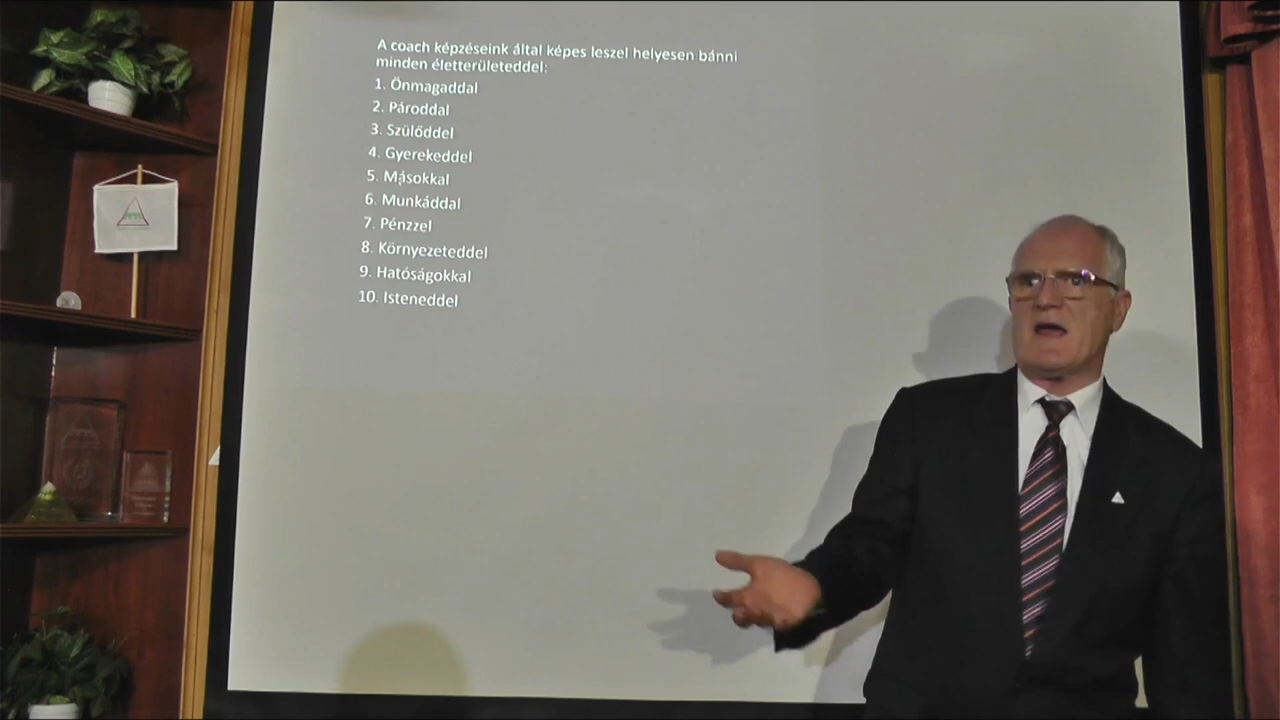 A coach képzéseink által képes leszel helyesen bánni
minden életterületeddel:
1. Önmagaddal
2. Pároddal
3. Szülőddel
4. Gyerekeddel
5. Másokkal
6. Munkáddal
7. Pénzzel
8. Környezeteddel
9. Hatóságokkal
10. Isteneddel